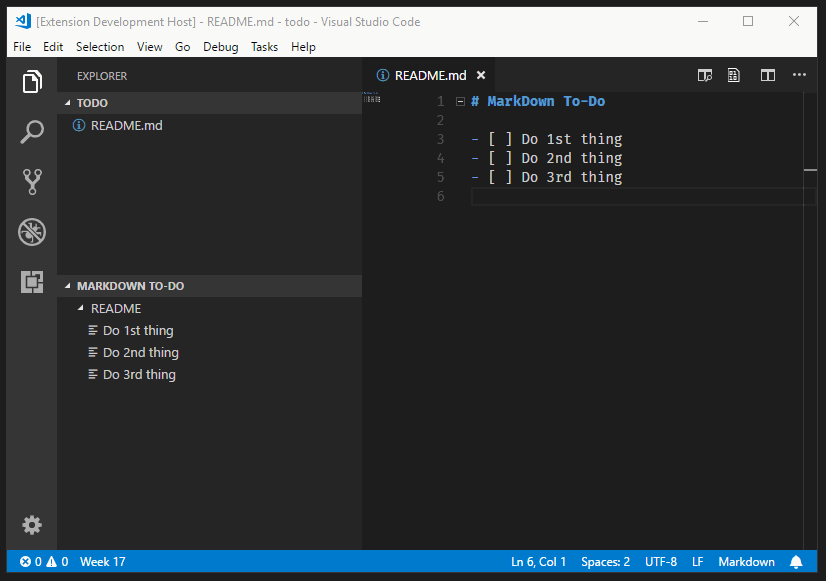 [Extension Development Host] - README.md - todo - Visual Studio Code
File Edit Selection View Go Debug Tasks Help
EXPLORER
TODO
README.md
MARKDOWN TO-DO
README
Do 1st thing
Do 2nd thing
Do 3rd thing
README.md
1 # MarkDown To-Do
2
3 - [ ] Do 1st thing
4 - [ ] Do 2nd thing
5 - [ ] Do 3rd thing
6
0 0 Week 17 Ln 6, Col 1 Spaces: 2 UTF-8 LF Markdown